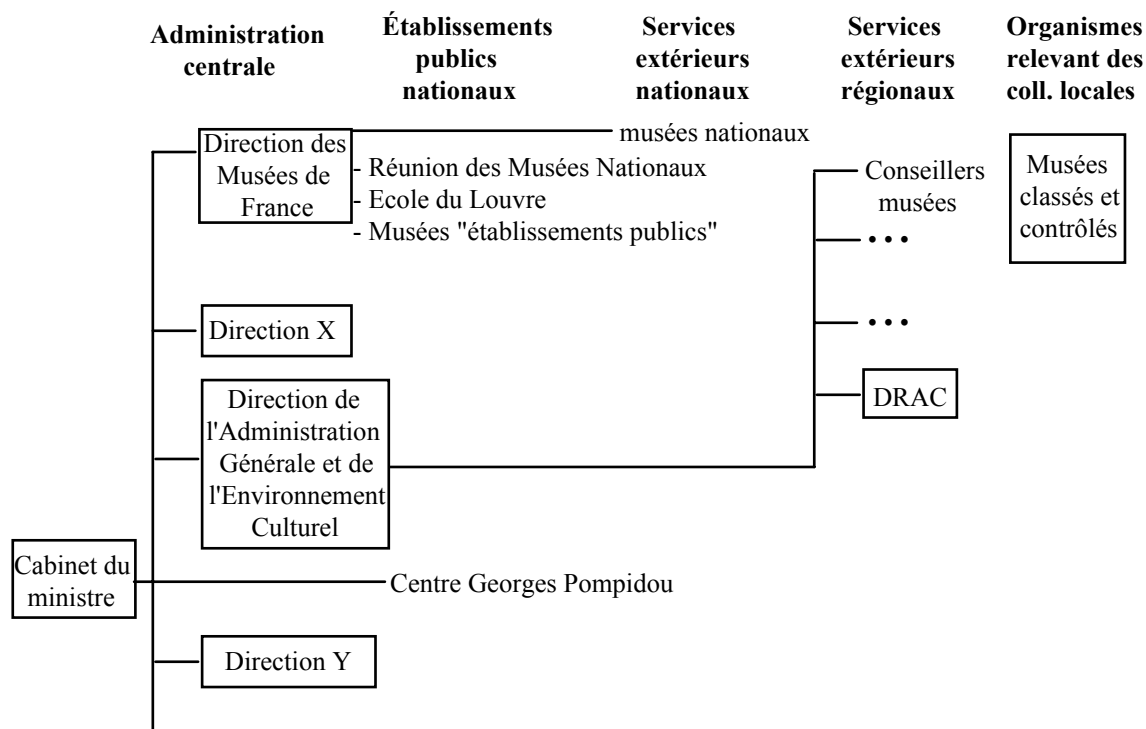 Administration
centrale
Établissements
publics
nationaux
Services
extérieurs
nationaux
Services
extérieurs
régionaux
Organismes
relevant des
coll. locales
Direction des
Musées de
France
musées nationaux
- Réunion des Musées Nationaux
- Ecole du Louvre
- Musées "établissements publics"
Conseillers
musées
• • •
• • •
DRAC
Musées
classés et
contrôlés
Direction X
Direction de
l'Administration
Générale et de
l'Environnement
Culturel
Cabinet du
ministre
Centre Georges Pompidou
Direction Y